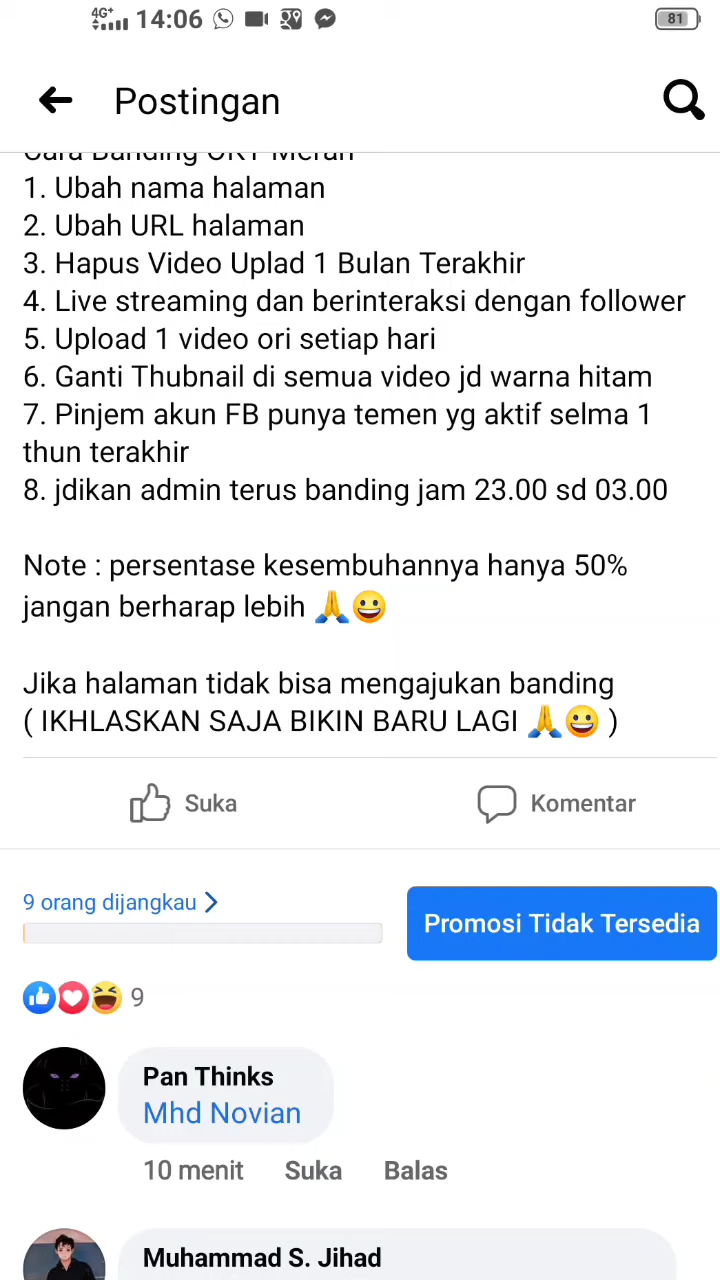 4G+ 14:06 81
Postingan
Cara Banding
1. Ubah nama halaman
2. Ubah URL halaman
3. Hapus Video Uplad 1 Bulan Terakhir
4. Live streaming dan berinteraksi dengan follower
5. Upload 1 video ori setiap hari
6. Ganti Thubnail di semua video jd warna hitam
7. Pinjem akun FB punya temen yg aktif selma 1
thun terakhir
8. jdikan admin terus banding jam 23.00 sd 03.00
Note : persentase kesembuhannya hanya 50%
jangan berharap lebih 🙏😀
Jika halaman tidak bisa mengajukan banding
( IKHLASKAN SAJA BIKIN BARU LAGI 🙏😀 )
Suka Komentar
9 orang dijangkau
Promosi Tidak Tersedia
9
Pan Thinks
Mhd Novian
10 menit Suka Balas
Muhammad S. Jihad